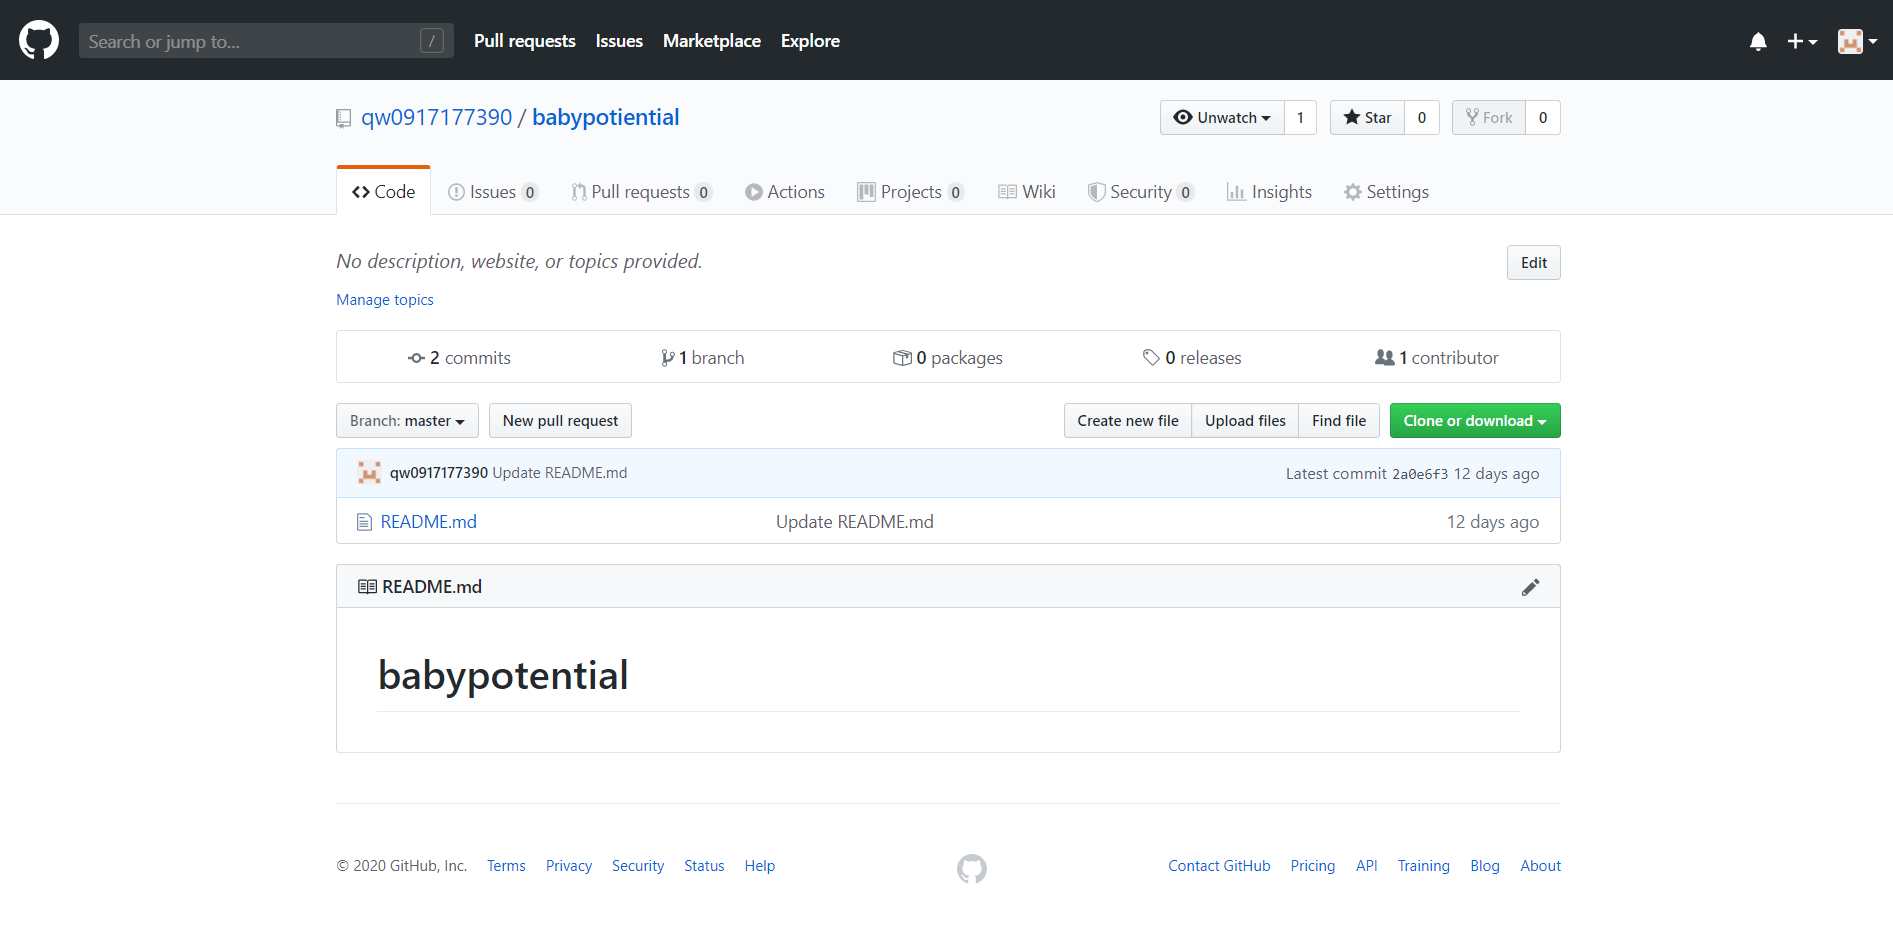 Search or jump to... /
Pull requests Issues Marketplace Explore
qw0917177390 / babypotiential
Unwatch 1 Star 0 Fork 0
Code Issues 0 Pull requests 0 Actions Projects 0 Wiki Security 0 Insights Settings
No description, website, or topics provided.
Edit
Manage topics
2 commits 1 branch 0 packages 0 releases 1 contributor
Branch: master New pull request Create new file Upload files Find file Clone or download
qw0917177390 Update README.md Latest commit 2a0e6f3 12 days ago
README.md Update README.md 12 days ago
README.md
babypotential
© 2020 GitHub, Inc. Terms Privacy Security Status Help Contact GitHub Pricing API Training Blog About